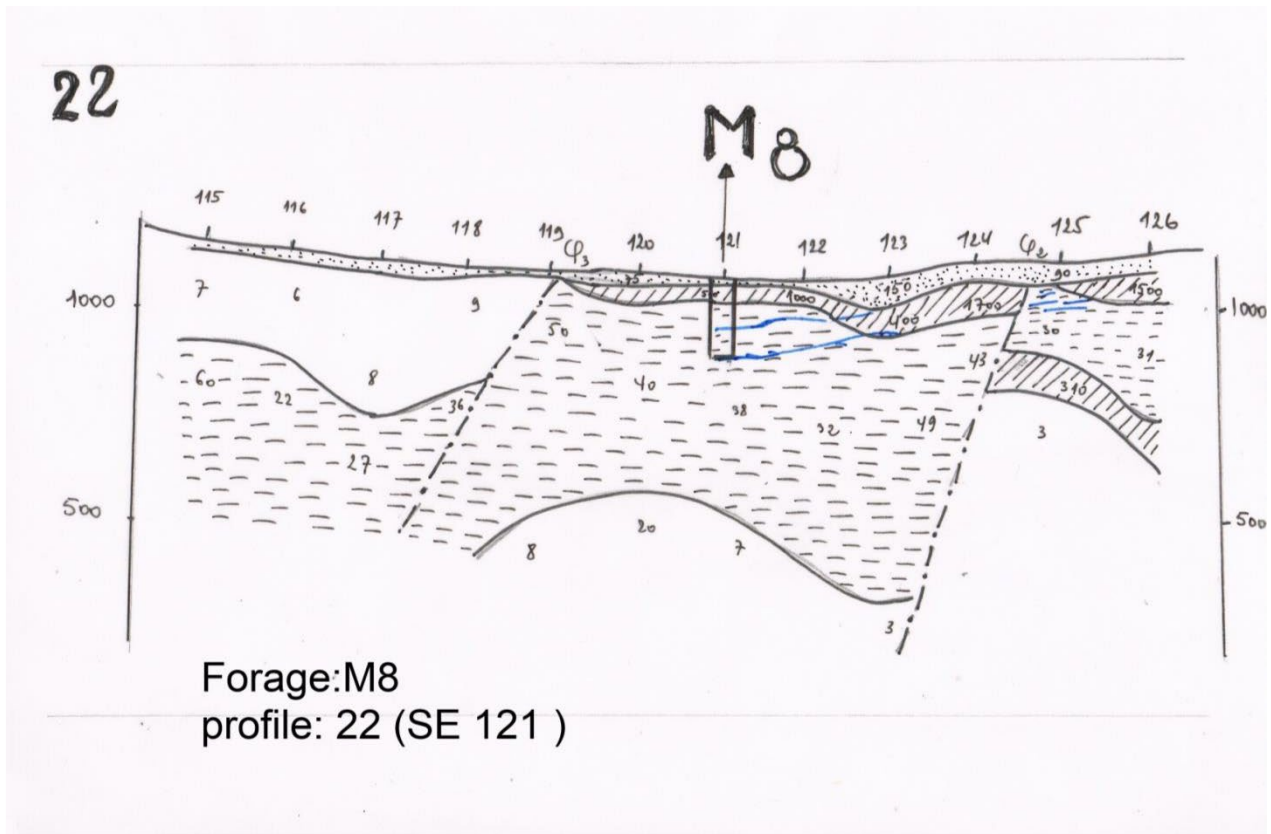 22
M8
115 116 117 118 119 φ3 120 121 122 123 124 φ2 125 126
75 90
150
1000 1500
1000 7 6 9 400 1700 1000
50 30
8 43 31
60 22 36 40 38 32 49 310
3
27
500 8 20 7 500
3
Forage:M8
profile: 22 (SE 121 )